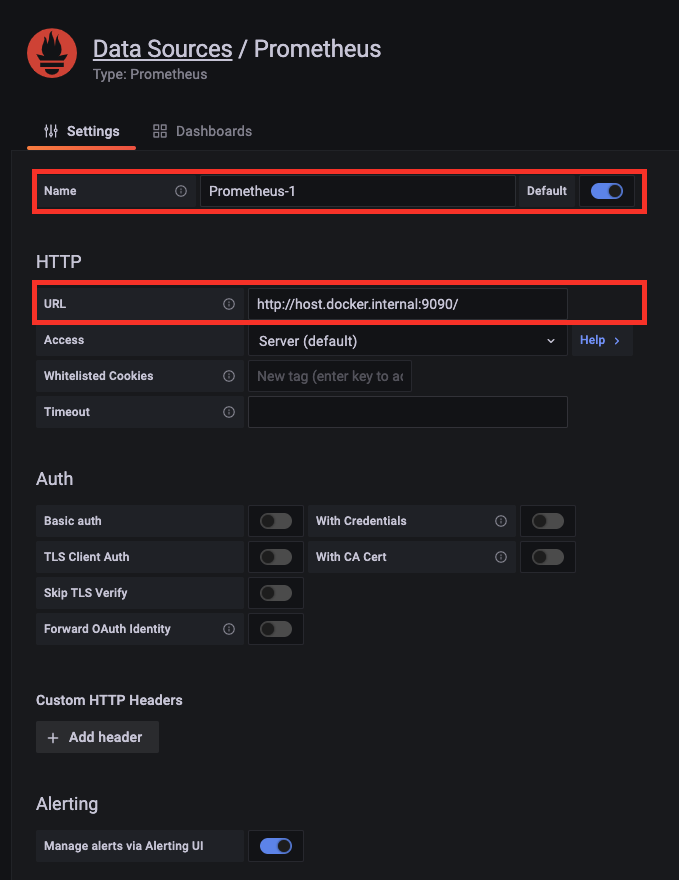 Data Sources / Prometheus
Type: Prometheus
Settings Dashboards
Name Prometheus-1 Default
HTTP
URL http://host.docker.internal:9090/
Access Server (default) Help
Whitelisted Cookies New tag (enter key to ac
Timeout
Auth
Basic auth With Credentials
TLS Client Auth With CA Cert
Skip TLS Verify
Forward OAuth Identity
Custom HTTP Headers
+ Add header
Alerting
Manage alerts via Alerting UI